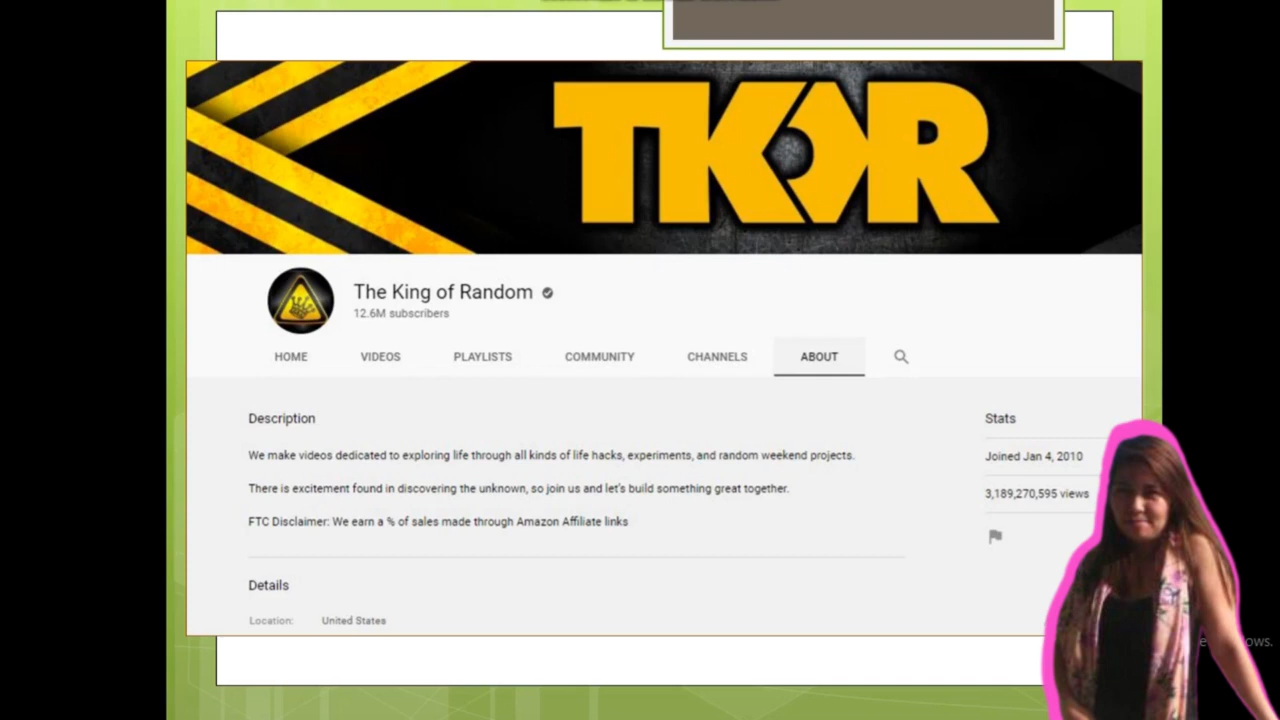 TKOR
The King of Random
12.6M subscribers
HOME VIDEOS PLAYLISTS COMMUNITY CHANNELS ABOUT
Description
We make videos dedicated to exploring life through all kinds of life hacks, experiments, and random weekend projects.
There is excitement found in discovering the unknown, so join us and let's build something great together.
FTC Disclaimer: We earn a % of sales made through Amazon Affiliate links
Stats
Joined Jan 4, 2010
3,189,270,595 views
Details
Location: United States